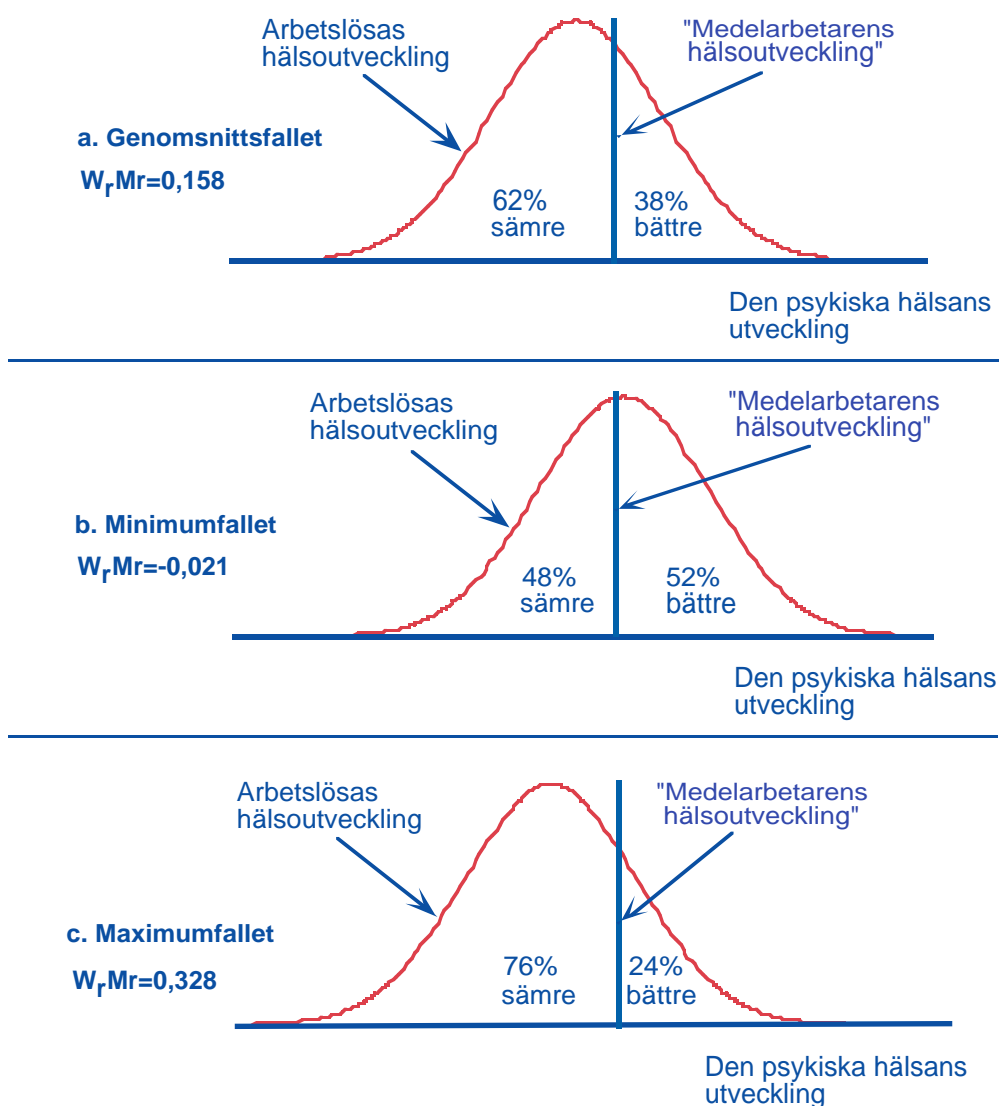 Arbetslösas
hälsoutveckling
"Medelarbetarens
hälsoutveckling"
a. Genomsnittsfallet
WrMr=0,158
62%
sämre
38%
bättre
Den psykiska hälsans
utveckling
Arbetslösas
hälsoutveckling
"Medelarbetarens
hälsoutveckling"
b. Minimumfallet
WrMr=-0,021
48%
sämre
52%
bättre
Den psykiska hälsans
utveckling
Arbetslösas
hälsoutveckling
"Medelarbetarens
hälsoutveckling"
c. Maximumfallet
WrMr=0,328
76%
sämre
24%
bättre
Den psykiska hälsans
utveckling